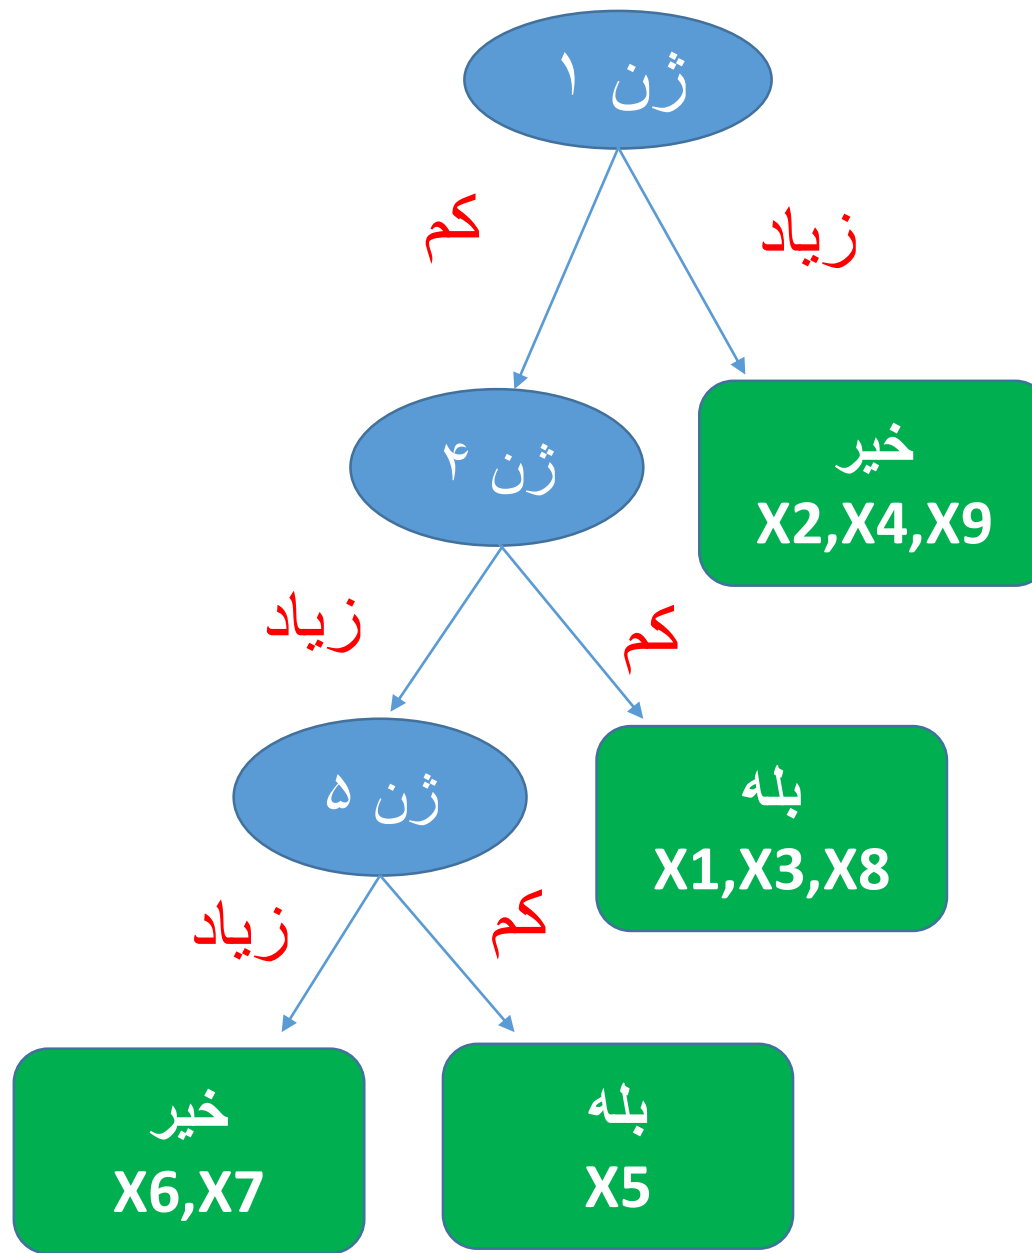 ژن ۱
کم
زیاد
ژن ۴
خیر
X2,X4,X9
زیاد
کم
ژن ۵
بله
X1,X3,X8
زیاد
کم
خیر
X6,X7
بله
X5